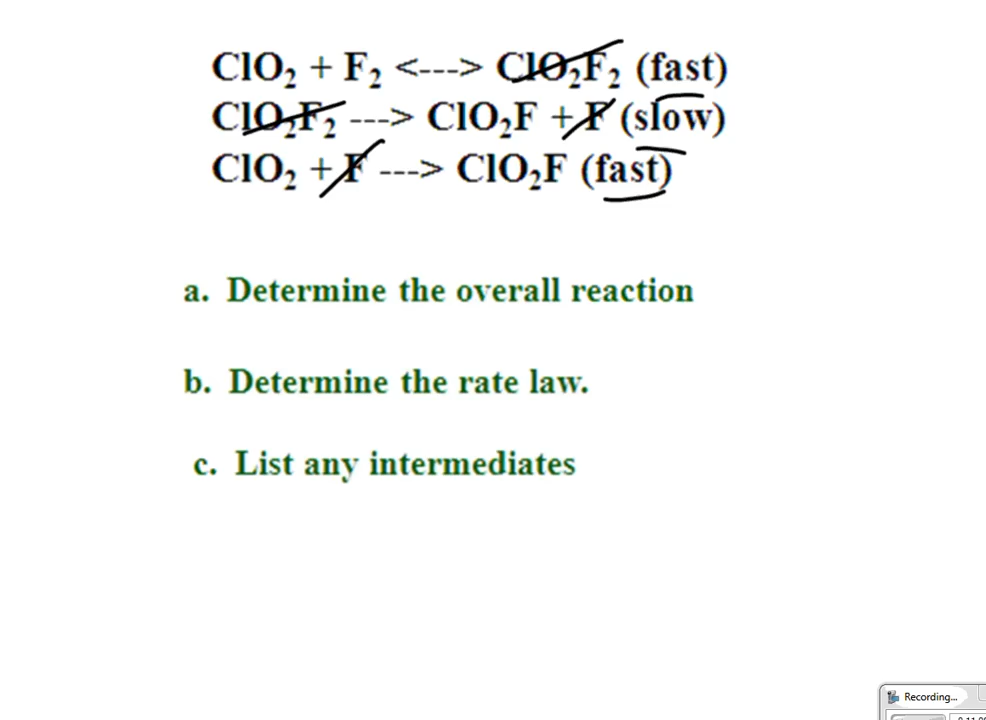 ClO₂ + F₂ <---> ClO₂F₂ (fast)
ClO₂F₂ ---> ClO₂F + F (slow)
ClO₂ + F ---> ClO₂F (fast)
a. Determine the overall reaction
b. Determine the rate law.
c. List any intermediates
Recording...